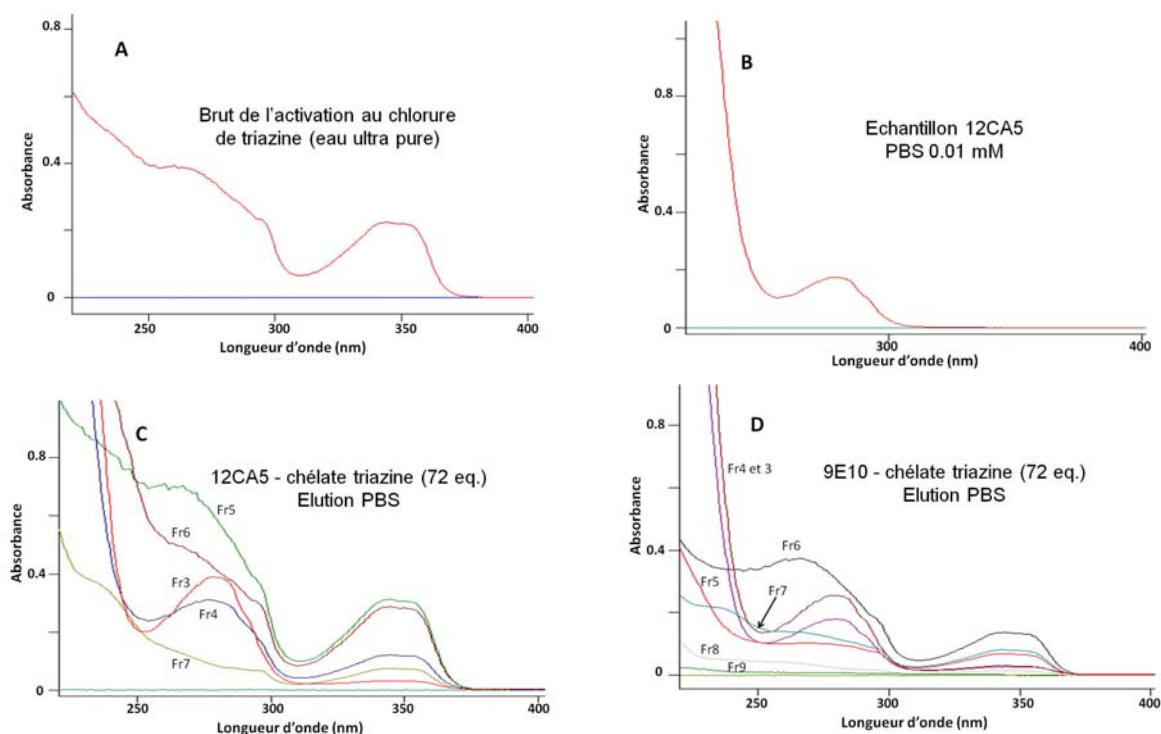 A
Brut de l'activation au chlorure
de triazine (eau ultra pure)
Absorbance
0.8
0.4
0
250
300
350
400
Longueur d'onde (nm)
B
Echantillon 12CA5
PBS 0.01 mM
Absorbance
0.8
0.4
0
300
400
Longueur d'onde (nm)
C
12CA5 - chélate triazine (72 eq.)
Elution PBS
Absorbance
0.8
0.4
0
Fr5
Fr6
Fr3
Fr4
Fr7
250
300
350
400
Longueur d'onde (nm)
D
9E10 - chélate triazine (72 eq.)
Elution PBS
Absorbance
0.8
0.4
0
Fr4 et 3
Fr6
Fr5
Fr7
Fr8
Fr9
250
300
350
400
Longueur d'onde (nm)